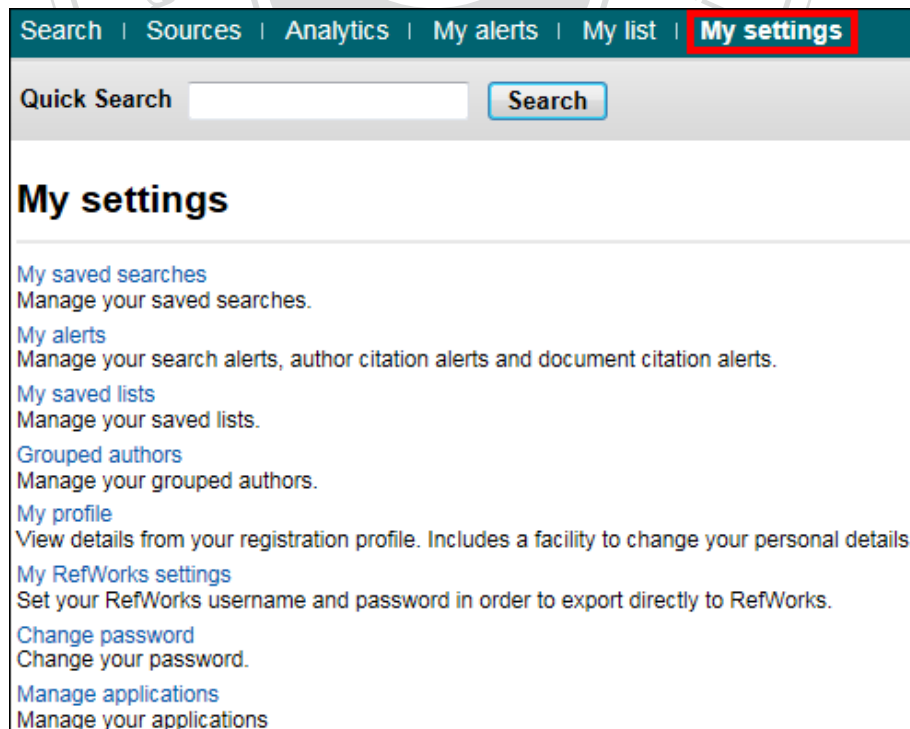 Search | Sources | Analytics | My alerts | My list | My settings
Quick Search Search
My settings
My saved searches
Manage your saved searches.
My alerts
Manage your search alerts, author citation alerts and document citation alerts.
My saved lists
Manage your saved lists.
Grouped authors
Manage your grouped authors.
My profile
View details from your registration profile. Includes a facility to change your personal details
My RefWorks settings
Set your RefWorks username and password in order to export directly to RefWorks.
Change password
Change your password.
Manage applications
Manage your applications